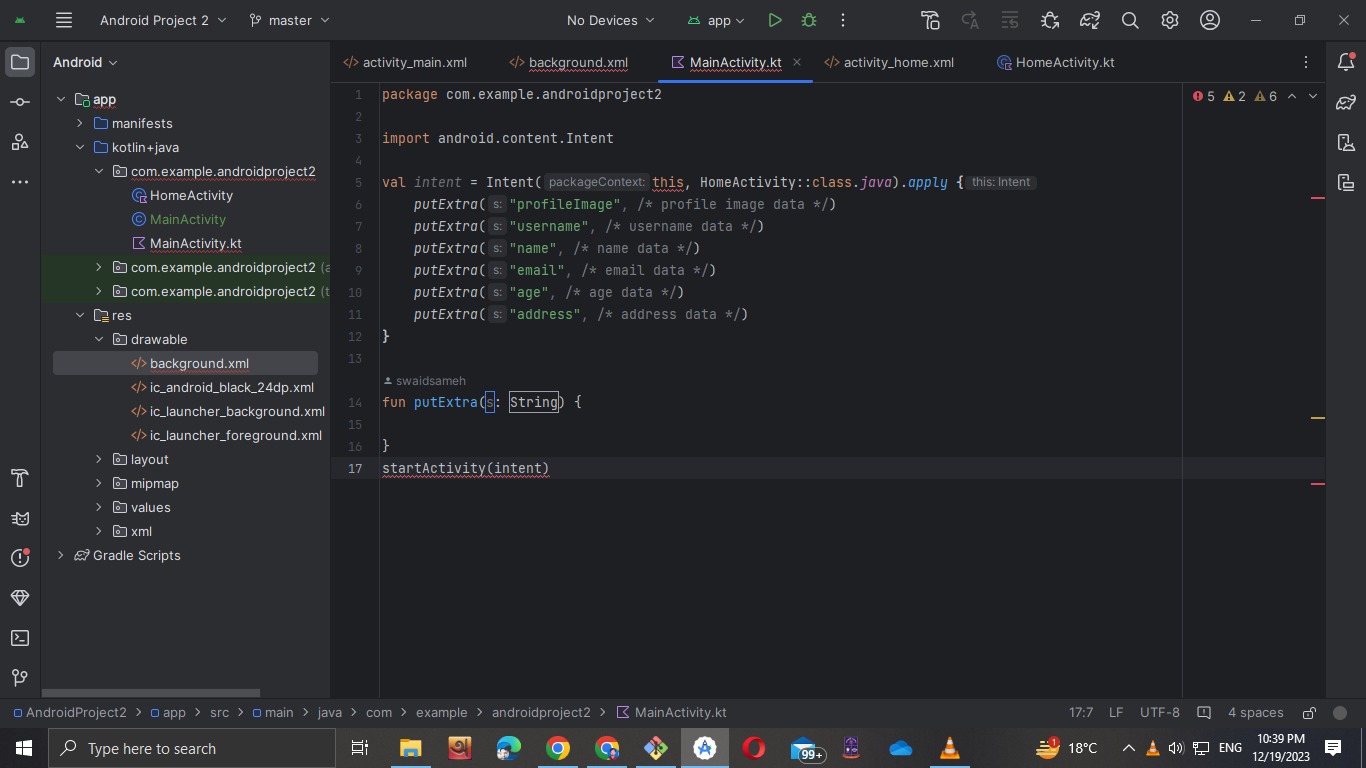 Android Project 2
master
No Devices
app
Android
activity_main.xml
background.xml
MainActivity.kt
activity_home.xml
HomeActivity.kt
app
manifests
kotlin+java
com.example.androidproject2
HomeActivity
MainActivity
MainActivity.kt
com.example.androidproject2 (a
com.example.androidproject2 (t
res
drawable
background.xml
ic_android_black_24dp.xml
ic_launcher_background.xml
ic_launcher_foreground.xml
layout
mipmap
values
xml
Gradle Scripts
5 2 6
1 package com.example.androidproject2
2
3 import android.content.Intent
4
5 val intent = Intent( packageContext: this, HomeActivity::class.java).apply { this: Intent
6 putExtra( s: "profileImage", /* profile image data */)
7 putExtra( s: "username", /* username data */)
8 putExtra( s: "name", /* name data */)
9 putExtra( s: "email", /* email data */)
10 putExtra( s: "age", /* age data */)
11 putExtra( s: "address", /* address data */)
12 }
13
swaidsameh
14 fun putExtra(s: String) {
15
16 }
17 startActivity(intent)
AndroidProject2 > app > src > main > java > com > example > androidproject2 > MainActivity.kt
17:7 LF UTF-8 4 spaces
Type here to search
99+
1
18°C
ENG
10:39 PM
12/19/2023